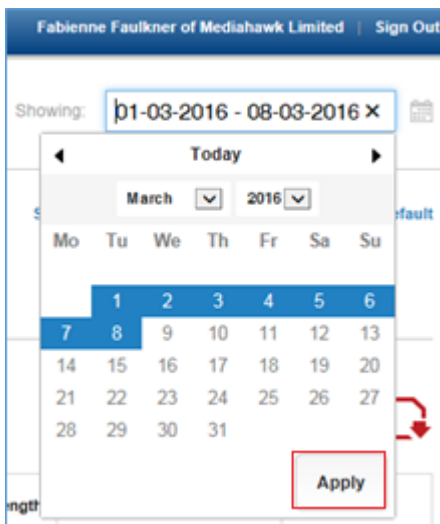 Fabienne Faulkner of Mediahawk Limited | Sign Out
Showing: 01-03-2016 - 08-03-2016 ×
Today
March 2016
Mo Tu We Th Fr Sa Su
1 2 3 4 5 6
7 8 9 10 11 12 13
14 15 16 17 18 19 20
21 22 23 24 25 26 27
28 29 30 31
Apply